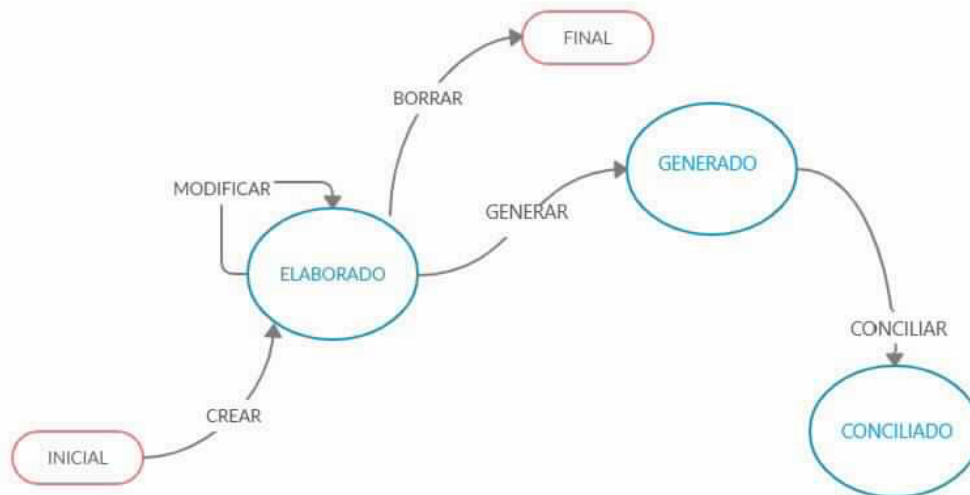 FINAL
BORRAR
GENERADO
MODIFICAR
GENERAR
ELABORADO
CONCILIAR
CREAR
CONCILIADO
INICIAL